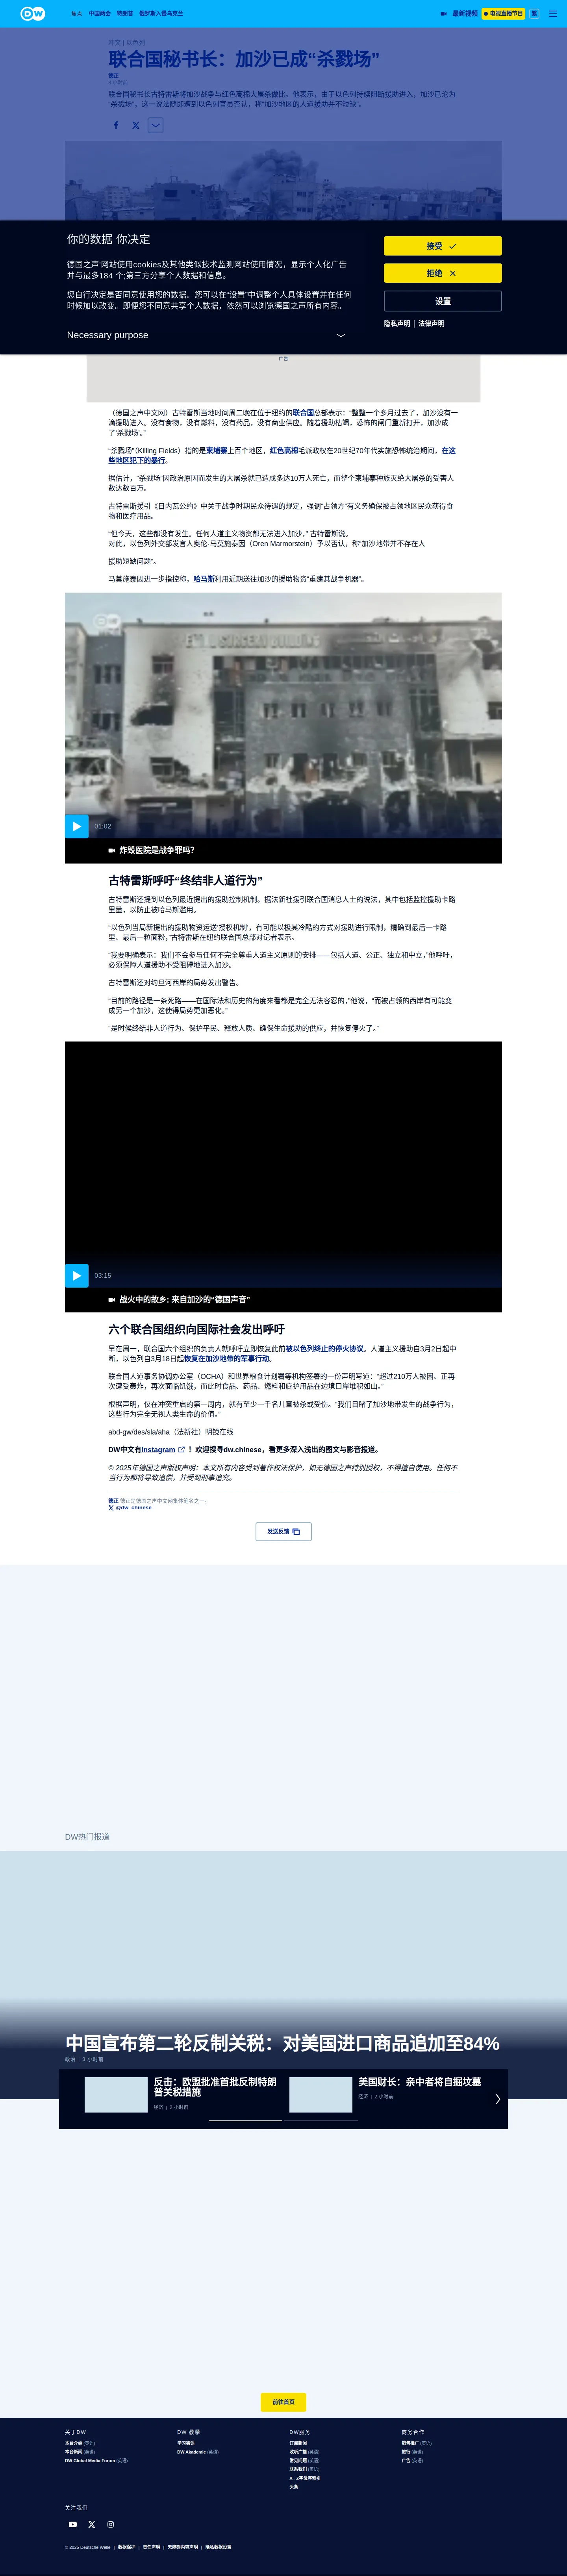 DW
焦点
中国两会
特朗普
俄罗斯入侵乌克兰
最新视频
电视直播节目
繁
冲突 | 以色列
联合国秘书长：加沙已成“杀戮场”
德正
3 小时前
联合国秘书长古特雷斯将加沙战争与红色高棉大屠杀做比。他表示，由于以色列持续阻断援助进入，加沙已沦为
“杀戮场”，这一说法随即遭到以色列官员否认，称“加沙地区的人道援助并不短缺”。
你的数据 你决定
德国之声‘网站使用cookies及其他类似技术监测网站使用情况，显示个人化广告
并与最多184 个;第三方分享个人数据和信息。
您自行决定是否同意使用您的数据。您可以在“设置”中调整个人具体设置并在任何
时候加以改变。即便您不同意共享个人数据，依然可以浏览德国之声所有内容。
Necessary purpose
接受
拒绝
设置
隐私声明 | 法律声明
广告
（德国之声中文网）古特雷斯当地时间周二晚在位于纽约的联合国总部表示：“整整一个多月过去了，加沙没有一
滴援助进入。没有食物，没有燃料，没有药品，没有商业供应。随着援助枯竭，恐怖的闸门重新打开，加沙成
了‘杀戮场’。”
“杀戮场”（Killing Fields）指的是柬埔寨上百个地区，红色高棉毛派政权在20世纪70年代实施恐怖统治期间，在这
些地区犯下的暴行。
据估计，“杀戮场”因政治原因而发生的大屠杀就已造成多达10万人死亡，而整个柬埔寨种族灭绝大屠杀的受害人
数达数百万。
古特雷斯援引《日内瓦公约》中关于战争时期民众待遇的规定，强调“占领方”有义务确保被占领地区民众获得食
物和医疗用品。
“但今天，这些都没有发生。任何人道主义物资都无法进入加沙，” 古特雷斯说。
对此，以色列外交部发言人奥伦·马莫施泰因（Oren Marmorstein）予以否认，称“加沙地带并不存在人
援助短缺问题”。
马莫施泰因进一步指控称，哈马斯利用近期送往加沙的援助物资“重建其战争机器”。
01:02
炸毁医院是战争罪吗?
古特雷斯呼吁“终结非人道行为”
古特雷斯还提到以色列最近提出的援助控制机制。据法新社援引联合国消息人士的说法，其中包括监控援助卡路
里量，以防止被哈马斯滥用。
“以色列当局新提出的援助物资运送‘授权机制’，有可能以极其冷酷的方式对援助进行限制，精确到最后一卡路
里、最后一粒面粉，”古特雷斯在纽约联合国总部对记者表示。
“我要明确表示：我们不会参与任何不完全尊重人道主义原则的安排——包括人道、公正、独立和中立，”他呼吁，
必须保障人道援助不受阻碍地进入加沙。
古特雷斯还对约旦河西岸的局势发出警告。
“目前的路径是一条死路——在国际法和历史的角度来看都是完全无法容忍的，”他说，“而被占领的西岸有可能变
成另一个加沙，这使得局势更加恶化。”
“是时候终结非人道行为、保护平民、释放人质、确保生命援助的供应，并恢复停火了。”
03:15
战火中的故乡: 来自加沙的“德国声音”
六个联合国组织向国际社会发出呼吁
早在周一，联合国六个组织的负责人就呼吁立即恢复此前被以色列终止的停火协议。人道主义援助自3月2日起中
断，以色列自3月18日起恢复在加沙地带的军事行动。
联合国人道事务协调办公室（OCHA）和世界粮食计划署等机构签署的一份声明写道：“超过210万人被困、正再
次遭受轰炸，再次面临饥饿，而此时食品、药品、燃料和庇护用品在边境口岸堆积如山。”
根据声明，仅在冲突重启的第一周内，就有至少一千名儿童被杀或受伤。“我们目睹了加沙地带发生的战争行为，
这些行为完全无视人类生命的价值。”
abd-gw/des/sla/aha（法新社）明镜在线
DW中文有Instagram ！欢迎搜寻dw.chinese，看更多深入浅出的图文与影音报道。
© 2025年德国之声版权声明：本文所有内容受到著作权法保护，如无德国之声特别授权，不得擅自使用。任何不
当行为都将导致追偿，并受到刑事追究。
德正 德正是德国之声中文网集体笔名之一。
@dw_chinese
发送反馈
DW热门报道
中国宣布第二轮反制关税：对美国进口商品追加至84%
政治 | 3 小时前
反击：欧盟批准首批反制特朗
普关税措施
经济 | 2 小时前
美国财长：亲中者将自掘坟墓
经济 | 2 小时前
前往首页
关于DW
本台介绍 (英语)
本台新闻 (英语)
DW Global Media Forum (英语)
DW 教学
学习德语
DW Akademie (英语)
DW服务
订阅新闻
收听广播 (英语)
常见问题 (英语)
联系我们 (英语)
A - Z字母序索引
头条
商务合作
销售推广 (英语)
旅行 (英语)
广告 (英语)
关注我们
© 2025 Deutsche Welle | 数据保护 | 责任声明 | 无障碍内容声明 | 隐私数据设置